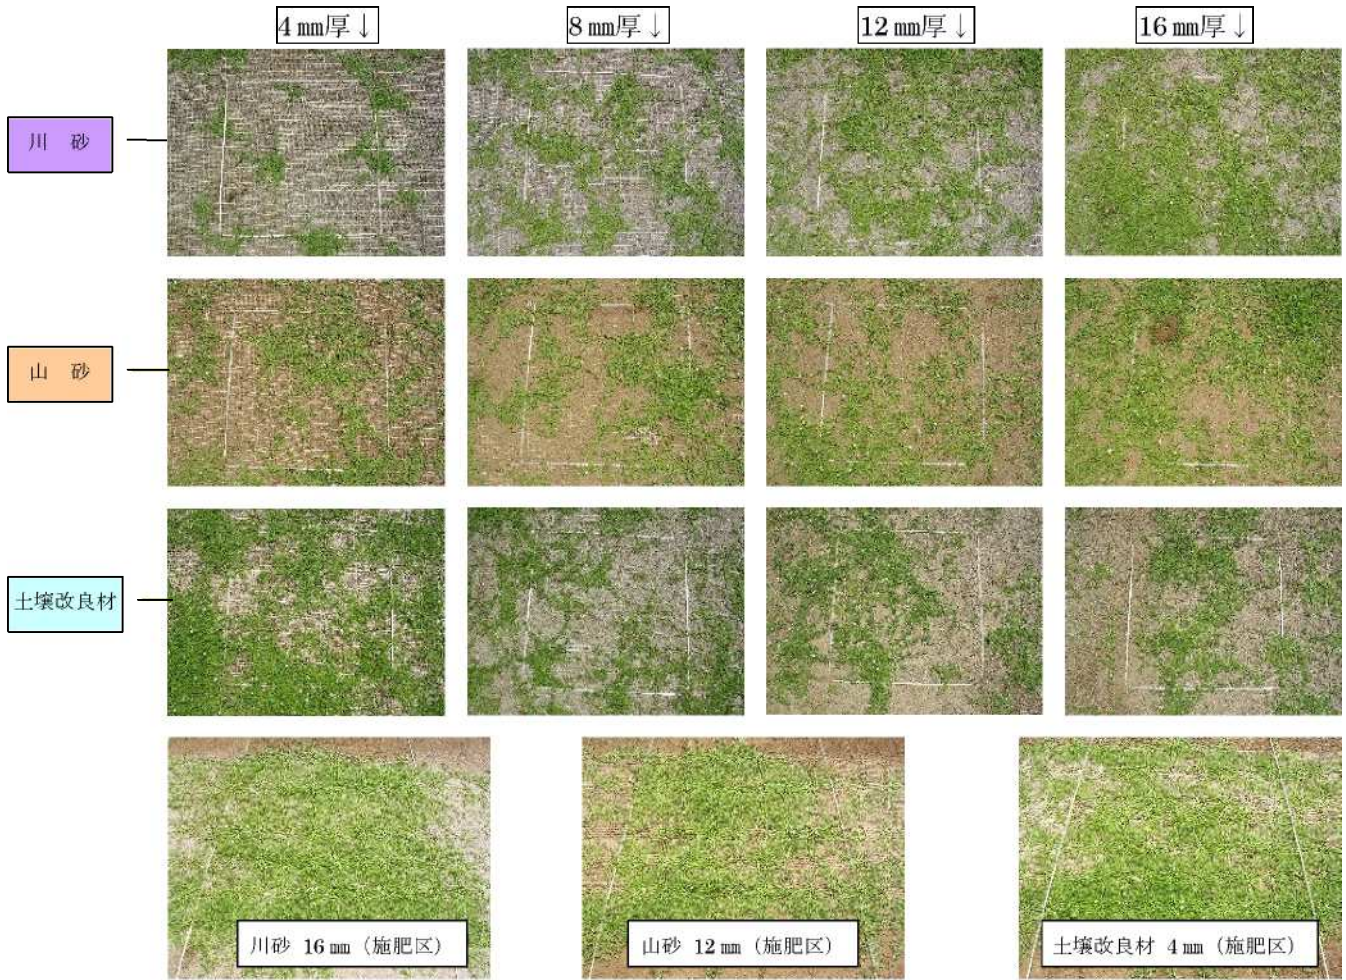 4 ㎜厚↓
8 ㎜厚↓
12 ㎜厚↓
16 ㎜厚↓
川 砂
山 砂
土壌改良材
川砂 16 ㎜（施肥区）
山砂 12 ㎜（施肥区）
土壌改良材 4 ㎜（施肥区）